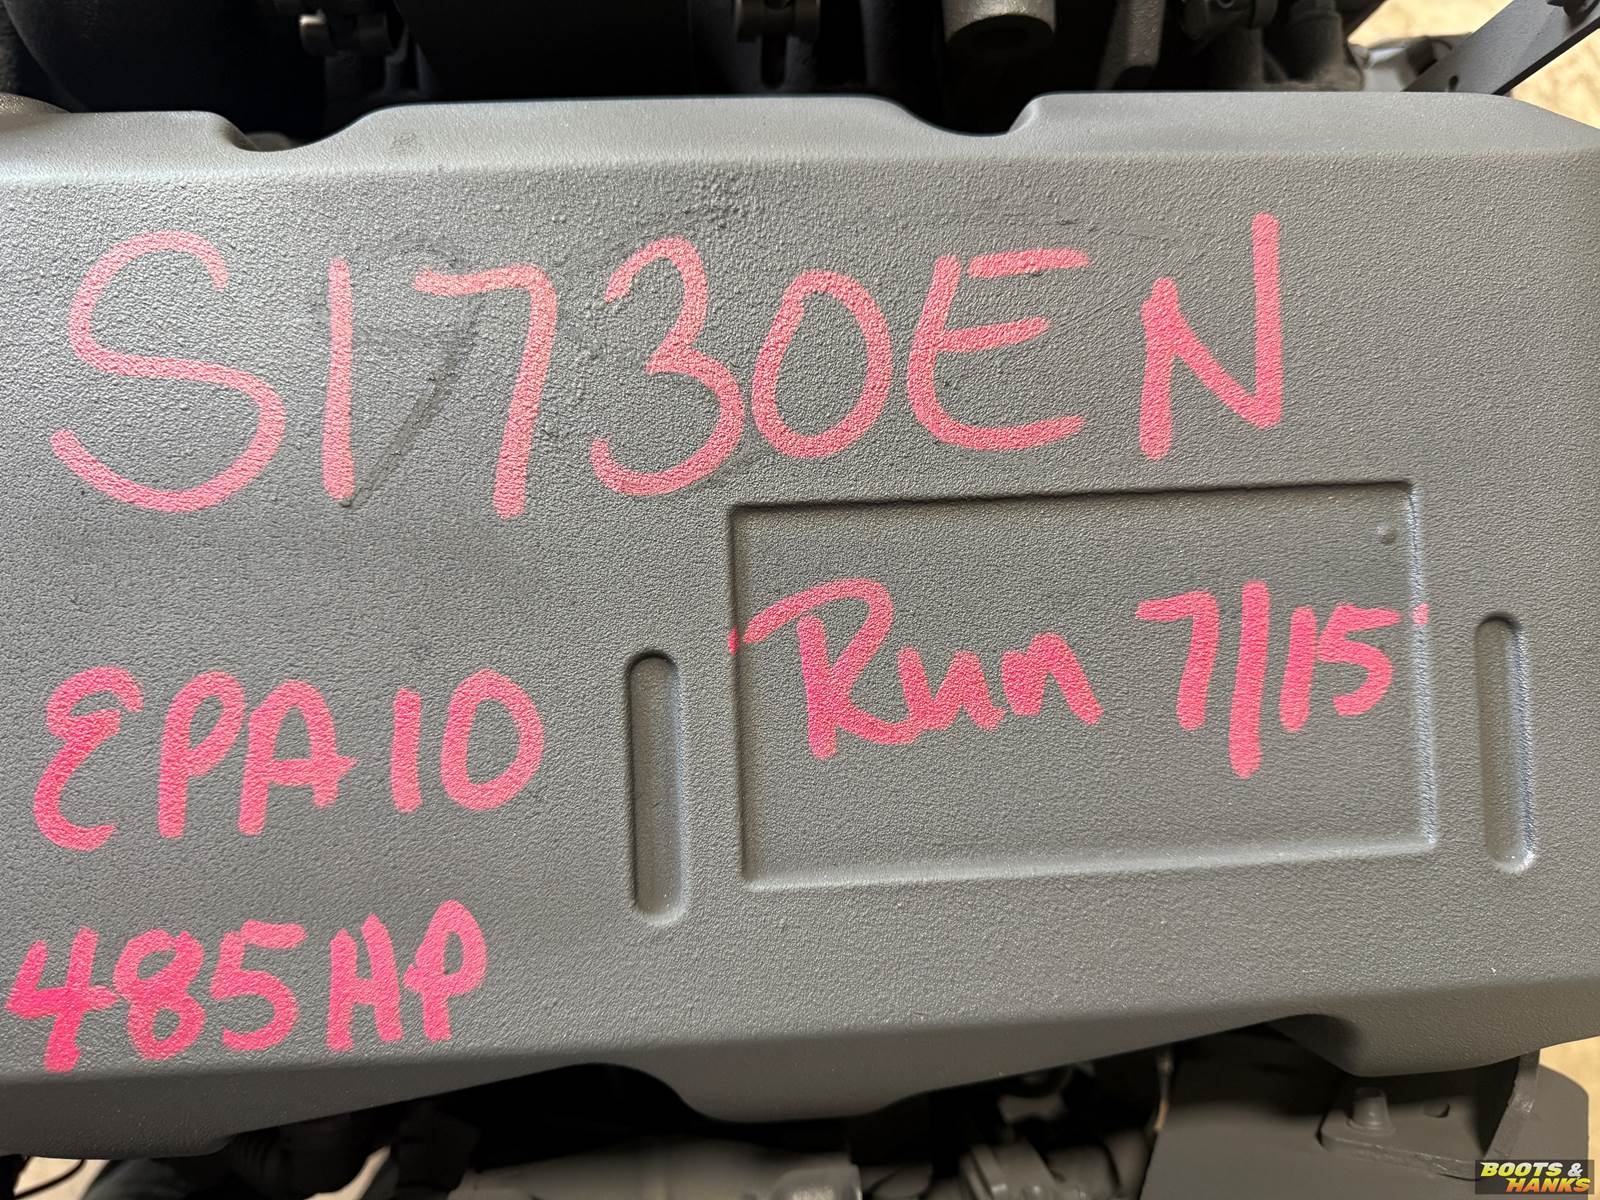 S1730EN
Run 7/15
EPA10
485HP
BOOTS &
HANKS